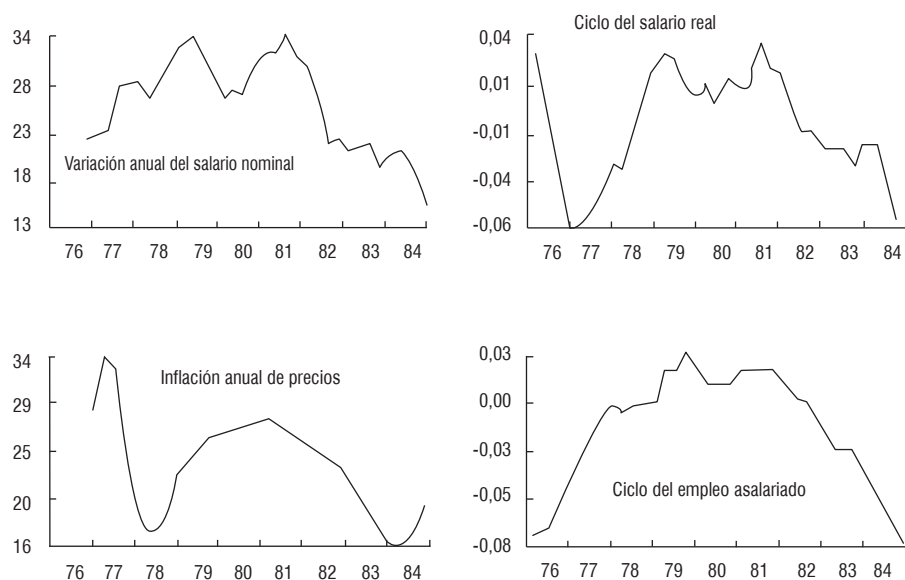 34
28
23
18
13
Variación anual del salario nominal
76 77 78 79 80 81 82 83 84
Ciclo del salario real
0,04
0,01
-0,01
-0,04
-0,06
76 77 78 79 80 81 82 83 84
34
29
25
20
16
Inflación anual de precios
76 77 78 79 80 81 82 83 84
0,03
0,00
-0,03
-0,05
-0,08
Ciclo del empleo asalariado
76 77 78 79 80 81 82 83 84